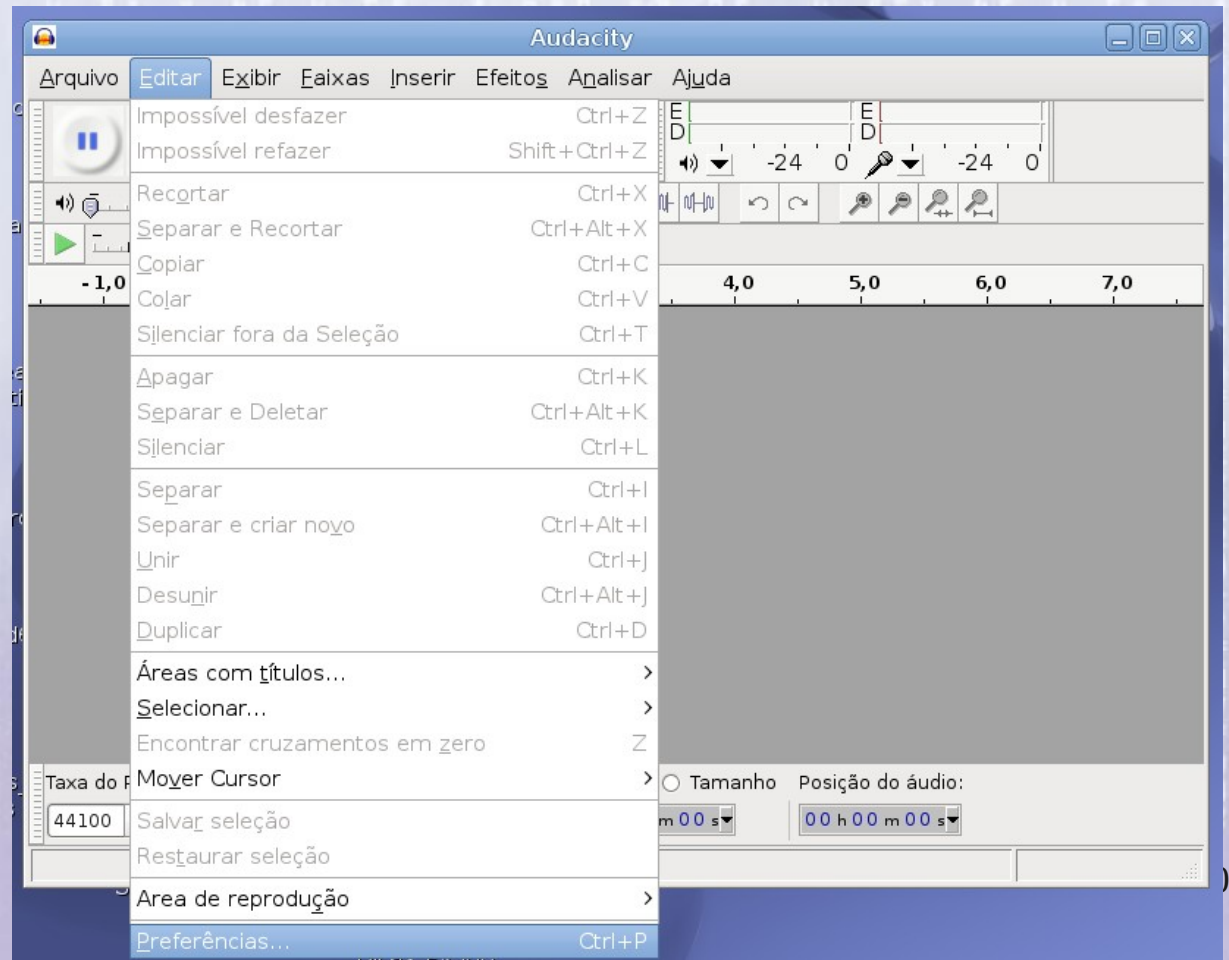 Audacity
Arquivo Editar Exibir Faixas Inserir Efeitos Analisar Ajuda
Impossível desfazer Ctrl+Z
Impossível refazer Shift+Ctrl+Z
E E
D D
-24 0 -24 0
Recortar Ctrl+X
Separar e Recortar Ctrl+Alt+X
Copiar Ctrl+C
-1,0 4,0 5,0 6,0 7,0
Colar Ctrl+V
Silenciar fora da Seleção Ctrl+T
Apagar Ctrl+K
Separar e Deletar Ctrl+Alt+K
Silenciar Ctrl+L
Separar Ctrl+I
Separar e criar novo Ctrl+Alt+I
Unir Ctrl+J
Desunir Ctrl+Alt+J
Duplicar Ctrl+D
Áreas com títulos...
Selecionar...
Encontrar cruzamentos em zero Z
Taxa do Mover Cursor Tamanho Posição do áudio:
44100 Salvar seleção m 00 s 00 h 00 m 00 s
Restaurar seleção
Area de reprodução
Preferências... Ctrl+P